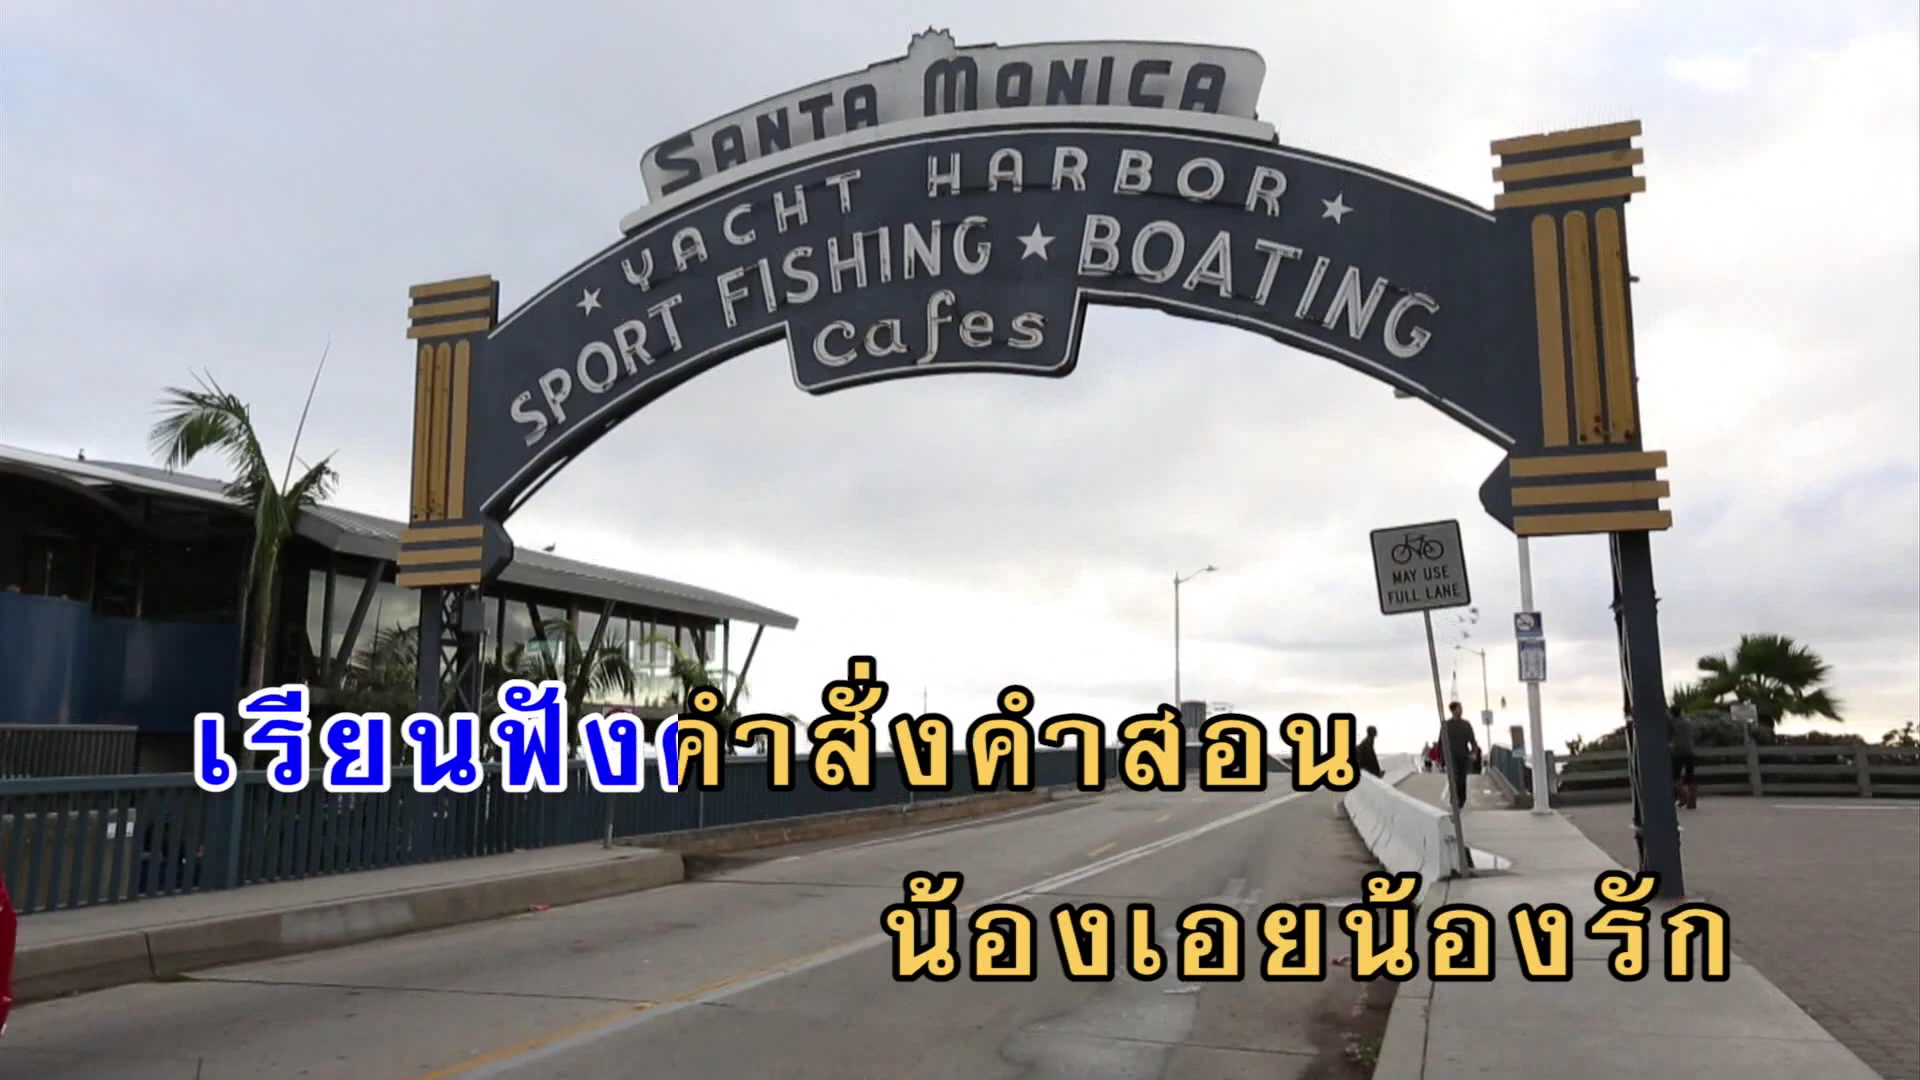 SANTA MONICA
★ YACHT HARBOR ★
SPORT FISHING ★ BOATING
cafes
MAY USE
FULL LANE
เรียนฟังคำสั่งคำสอน
น้องเอยน้องรัก